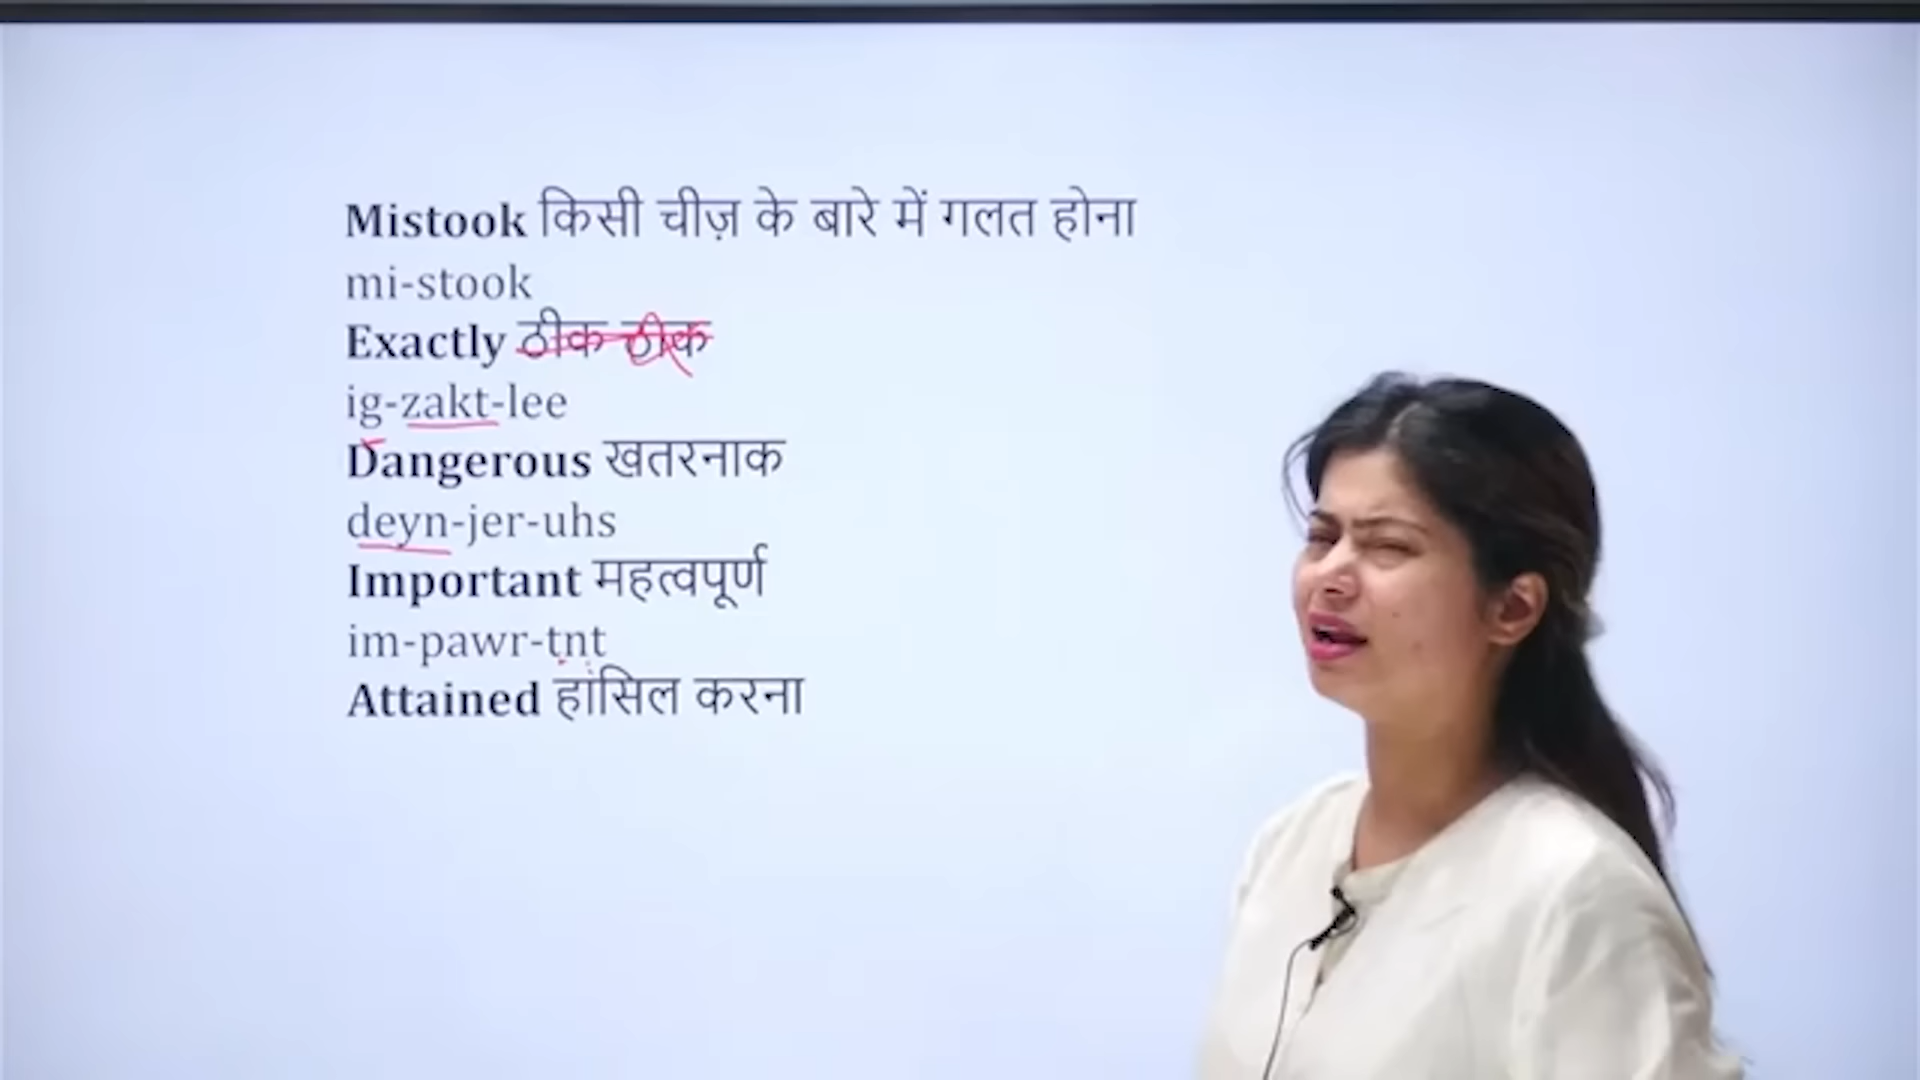 Mistook किसी चीज़ के बारे में गलत होना
mi-stook
Exactly ठीक ठीक
ig-zakt-lee
Dangerous खतरनाक
deyn-jer-uhs
Important महत्वपूर्ण
im-pawr-tnt
Attained हांसिल करना